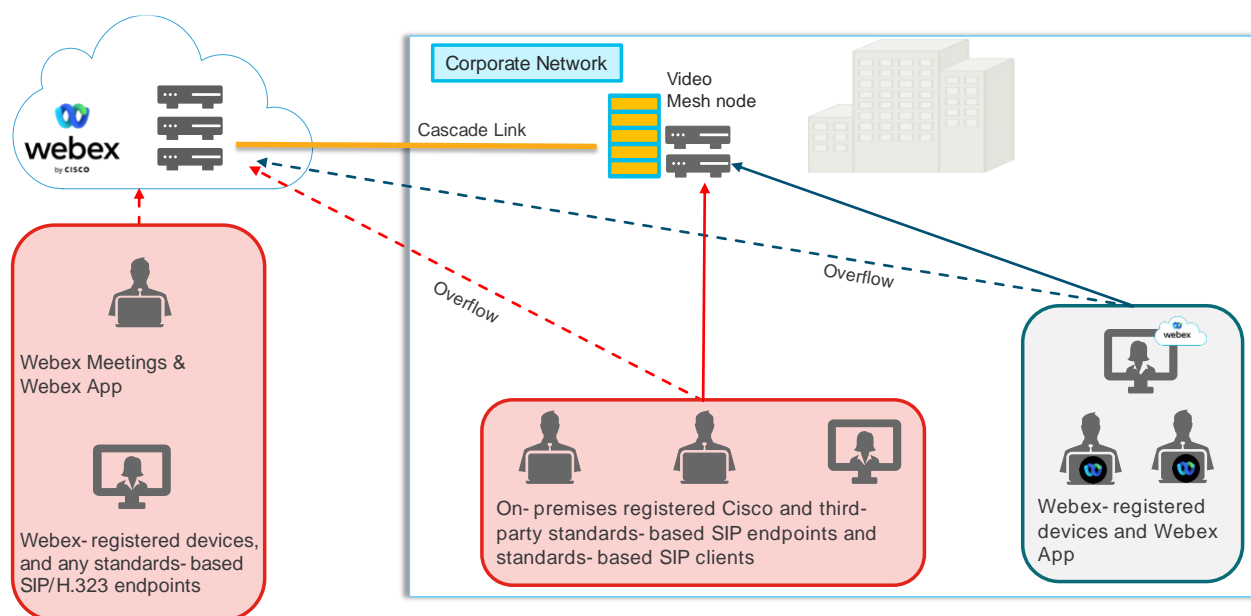 webex
by CISCO
Cascade Link
Corporate Network
Video
Mesh node
Overflow
Overflow
Webex Meetings &
Webex App
Webex- registered devices,
and any standards- based
SIP/H.323 endpoints
On- premises registered Cisco and third-
party standards- based SIP endpoints and
standards- based SIP clients
webex
Webex- registered
devices and Webex
App